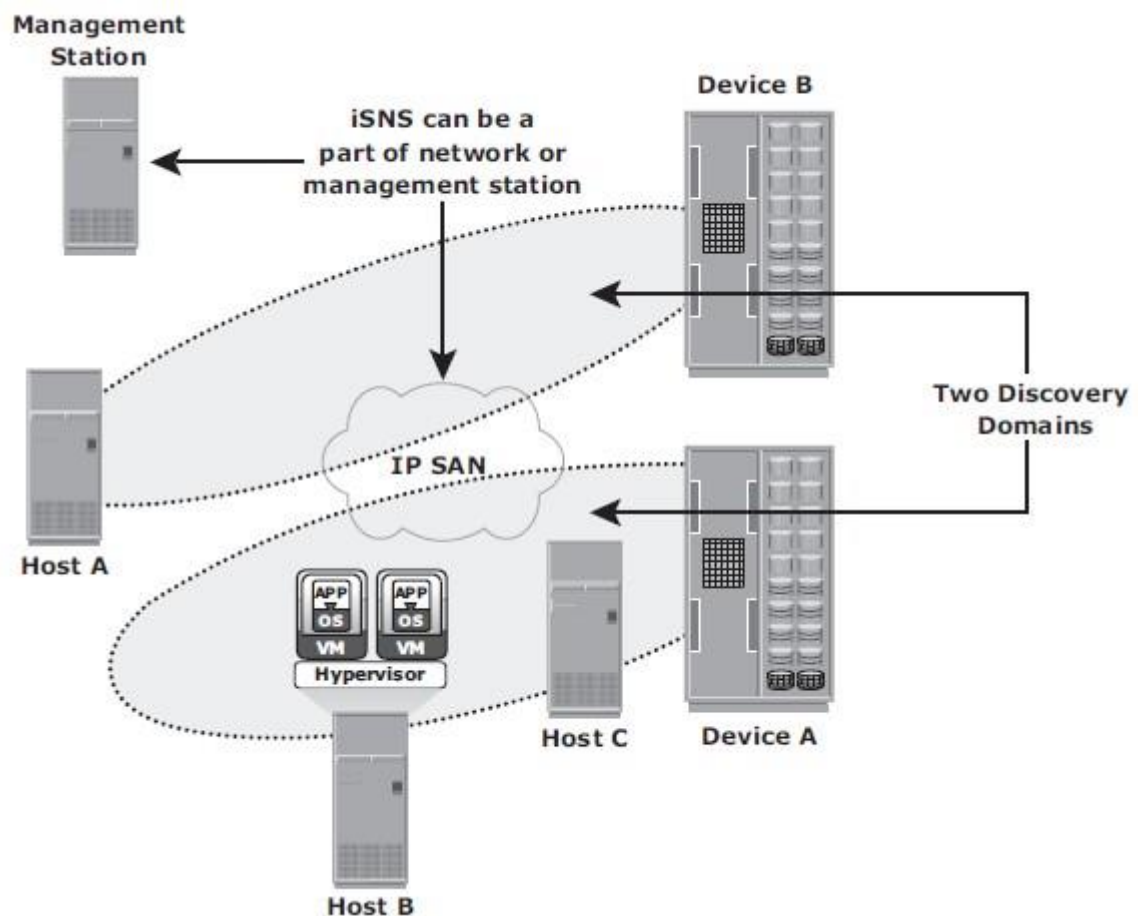 Management
Station
Device B
iSNS can be a
part of network or
management station
Two Discovery
Domains
IP SAN
Host A
APP
OS
VM
APP
OS
VM
Hypervisor
Host C
Device A
Host B